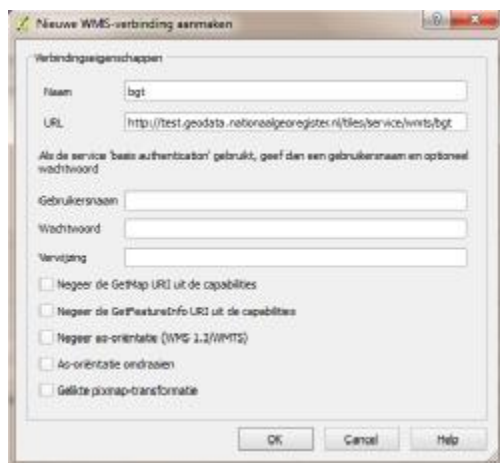 Nieuwe WMS-verbinding aanmaken
Verbindingseigenschappen
Naam bgt
URL http://test.geodata.nationaalgeoregister.nl/tiles/service/wmts/bgt
Als de service 'basis authentication' gebruikt, geef dan een gebruikersnaam en optioneel
wachtwoord
Gebruikersnaam
Wachtwoord
Verwijzing
Negeer de GetMap URI uit de capabilities
Negeer de GetFeatureInfo URI uit de capabilities
Negeer as-oriëntatie (WMS 1.3/WMTS)
As-oriëntatie omdraaien
Gelikte pixmap-transformatie
OK Cancel Help